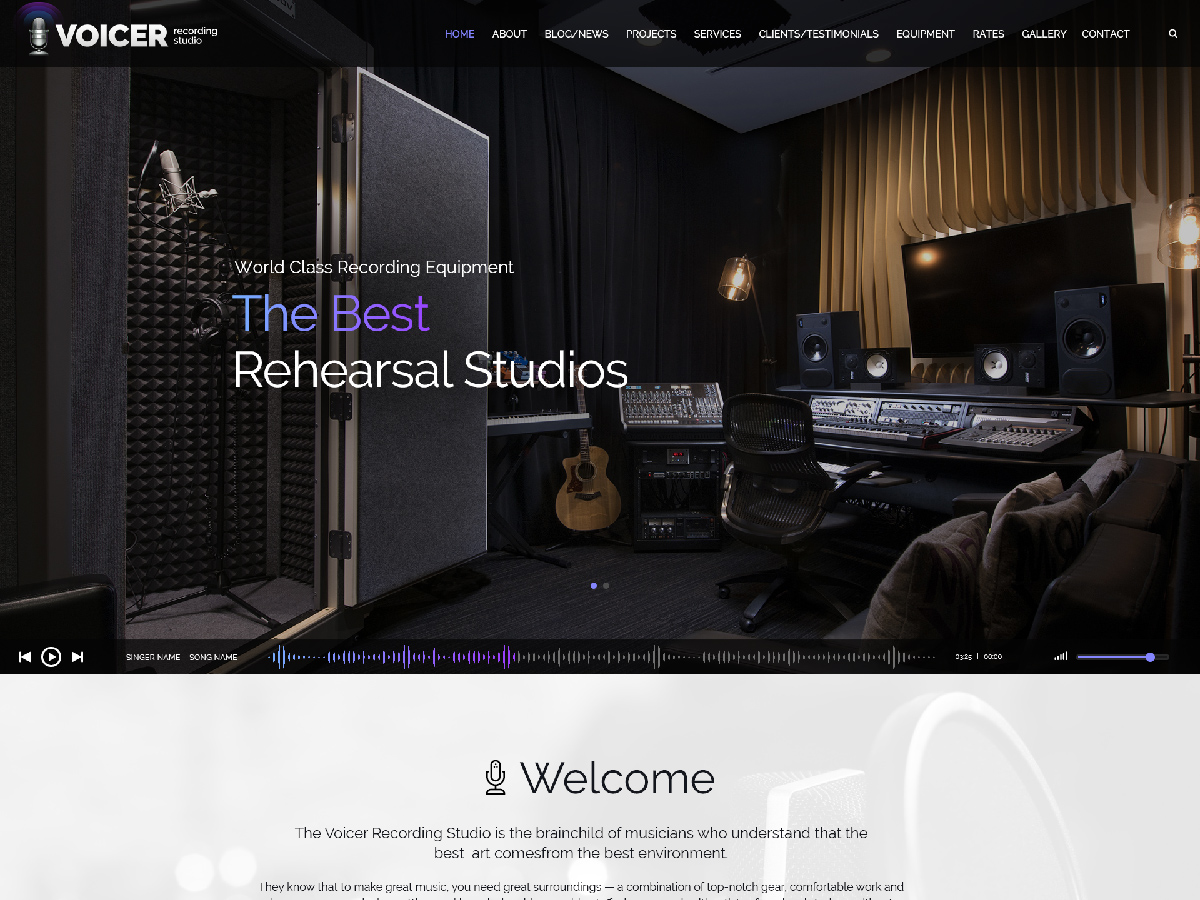 VOICER recording studio
HOME ABOUT BLOG/NEWS PROJECTS SERVICES CLIENTS/TESTIMONIALS EQUIPMENT RATES GALLERY CONTACT
World Class Recording Equipment
The Best
Rehearsal Studios
SINGER NAME SONG NAME 03:25 | 60:00
Welcome
The Voicer Recording Studio is the brainchild of musicians who understand that the
best art comesfrom the best environment.
They know that to make great music, you need great surroundings — a combination of top-notch gear, comfortable work and